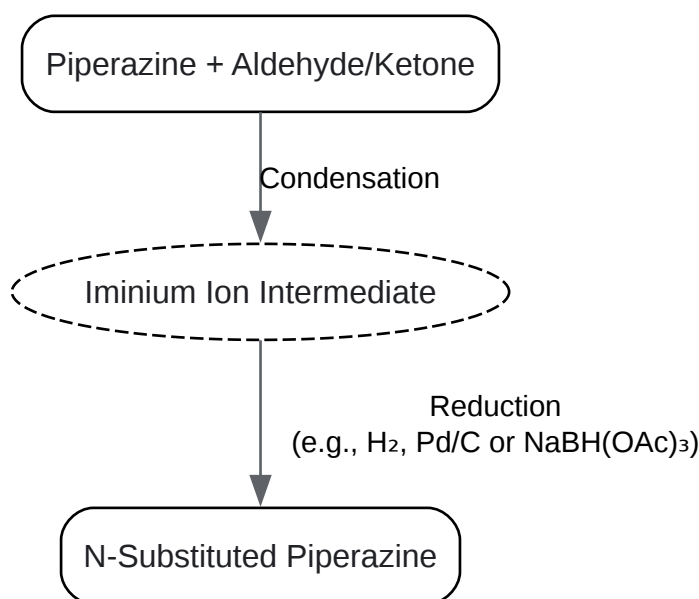 Piperazine + Aldehyde/Ketone
Condensation
Iminium Ion Intermediate
Reduction
(e.g., H₂, Pd/C or NaBH(OAc)₃)
N-Substituted Piperazine